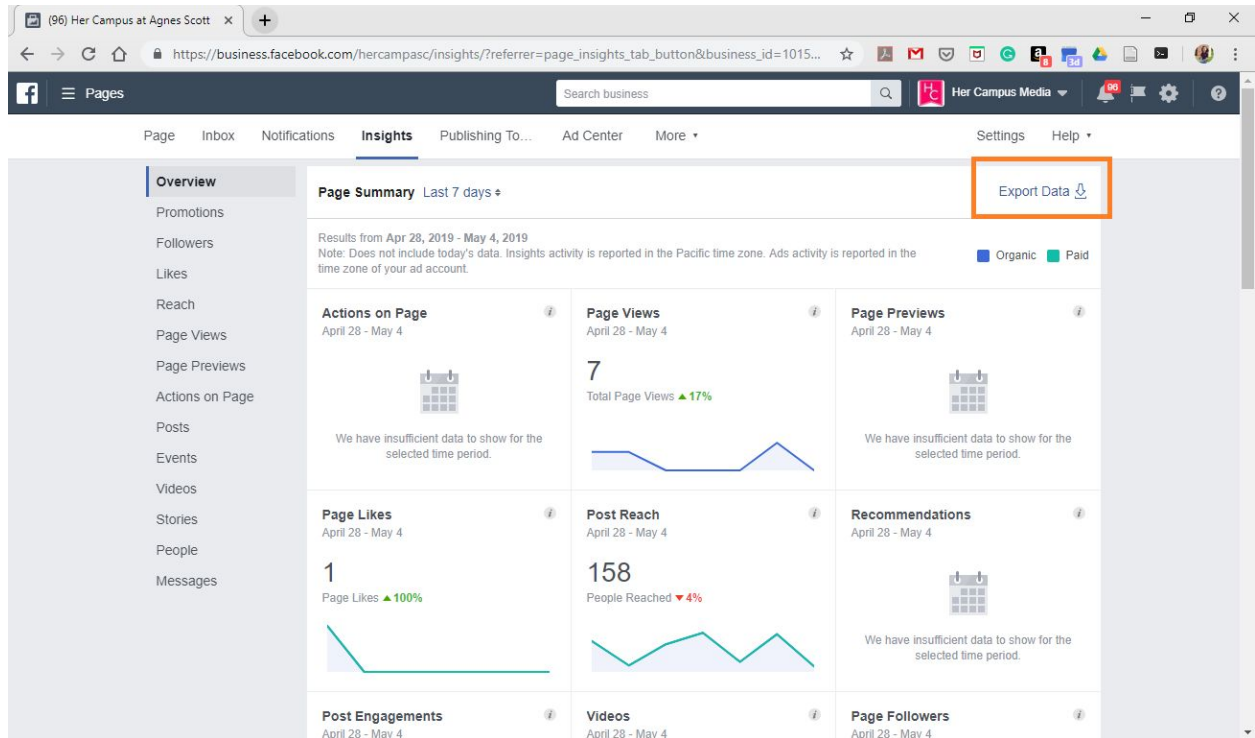 (96) Her Campus at Agnes Scott
https://business.facebook.com/hercampasc/insights/?referrer=page_insights_tab_button&business_id=1015...
8
3d
Pages
Search business
HC
Her Campus Media
96
Page Inbox Notifications Insights Publishing To... Ad Center More Settings Help
Overview
Promotions
Followers
Likes
Reach
Page Views
Page Previews
Actions on Page
Posts
Events
Videos
Stories
People
Messages
Page Summary Last 7 days
Export Data
Results from Apr 28, 2019 - May 4, 2019
Note: Does not include today's data. Insights activity is reported in the Pacific time zone. Ads activity is reported in the
time zone of your ad account.
Organic Paid
Actions on Page
April 28 - May 4
We have insufficient data to show for the
selected time period.
Page Views
April 28 - May 4
7
Total Page Views 17%
Page Previews
April 28 - May 4
We have insufficient data to show for the
selected time period.
Page Likes
April 28 - May 4
1
Page Likes 100%
Post Reach
April 28 - May 4
158
People Reached 4%
Recommendations
April 28 - May 4
We have insufficient data to show for the
selected time period.
Post Engagements
April 28 - May 4
Videos
April 28 - May 4
Page Followers
April 28 - May 4